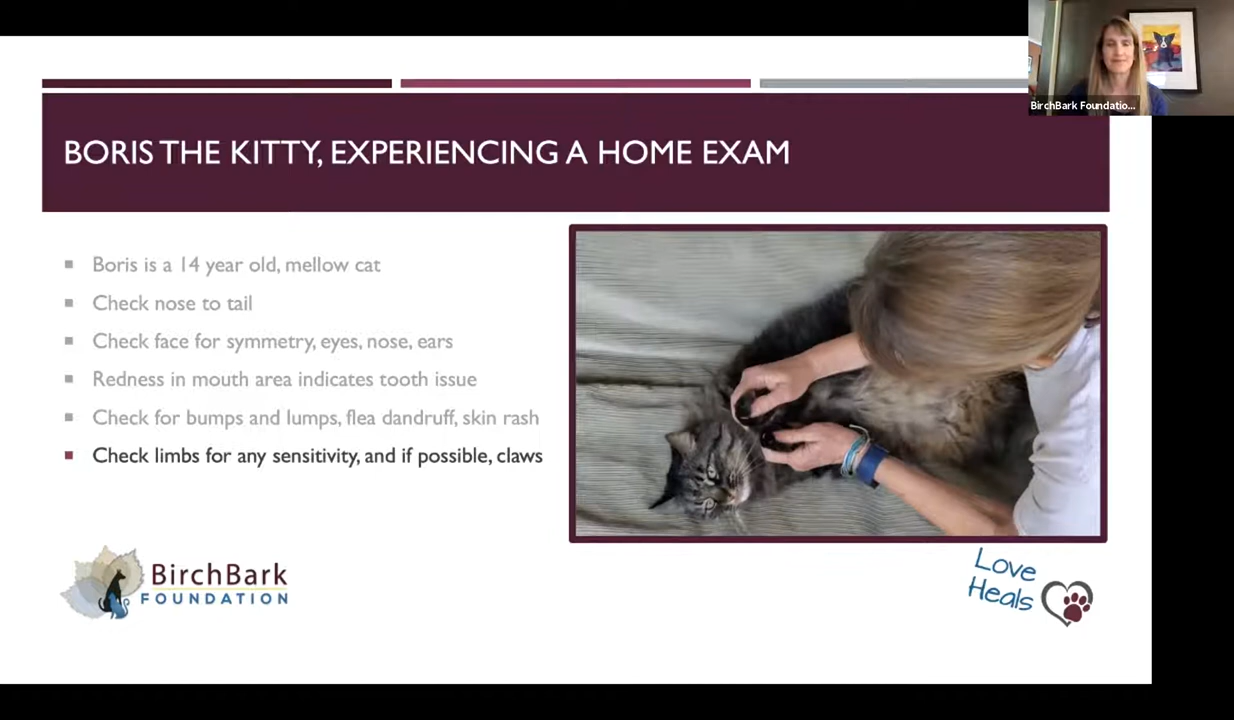 BirchBark Foundatio...
BORIS THE KITTY, EXPERIENCING A HOME EXAM
Boris is a 14 year old, mellow cat
Check nose to tail
Check face for symmetry, eyes, nose, ears
Redness in mouth area indicates tooth issue
Check for bumps and lumps, flea dandruff, skin rash
Check limbs for any sensitivity, and if possible, claws
BirchBark
FOUNDATION
Love
Heals